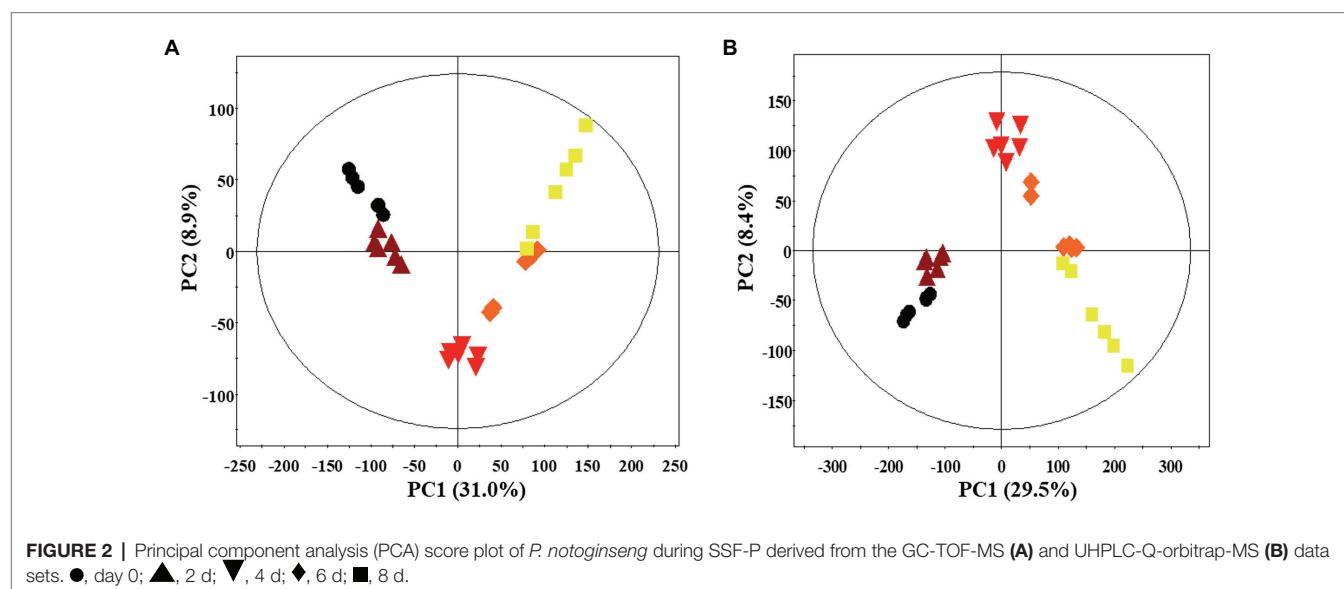 A
B
100
50
0
-50
-100
PC2 (8.9%)
-250 -200 -150 -100 -50 0 50 100 150 200 250
PC1 (31.0%)
150
100
50
0
-50
-100
-150
PC2 (8.4%)
-300 -200 -100 0 100 200 300
PC1 (29.5%)
FIGURE 2 | Principal component analysis (PCA) score plot of P. notoginseng during SSF-P derived from the GC-TOF-MS (A) and UHPLC-Q-orbitrap-MS (B) data
sets. ●, day 0; ▲, 2 d; ▼, 4 d; ♦, 6 d; ■, 8 d.